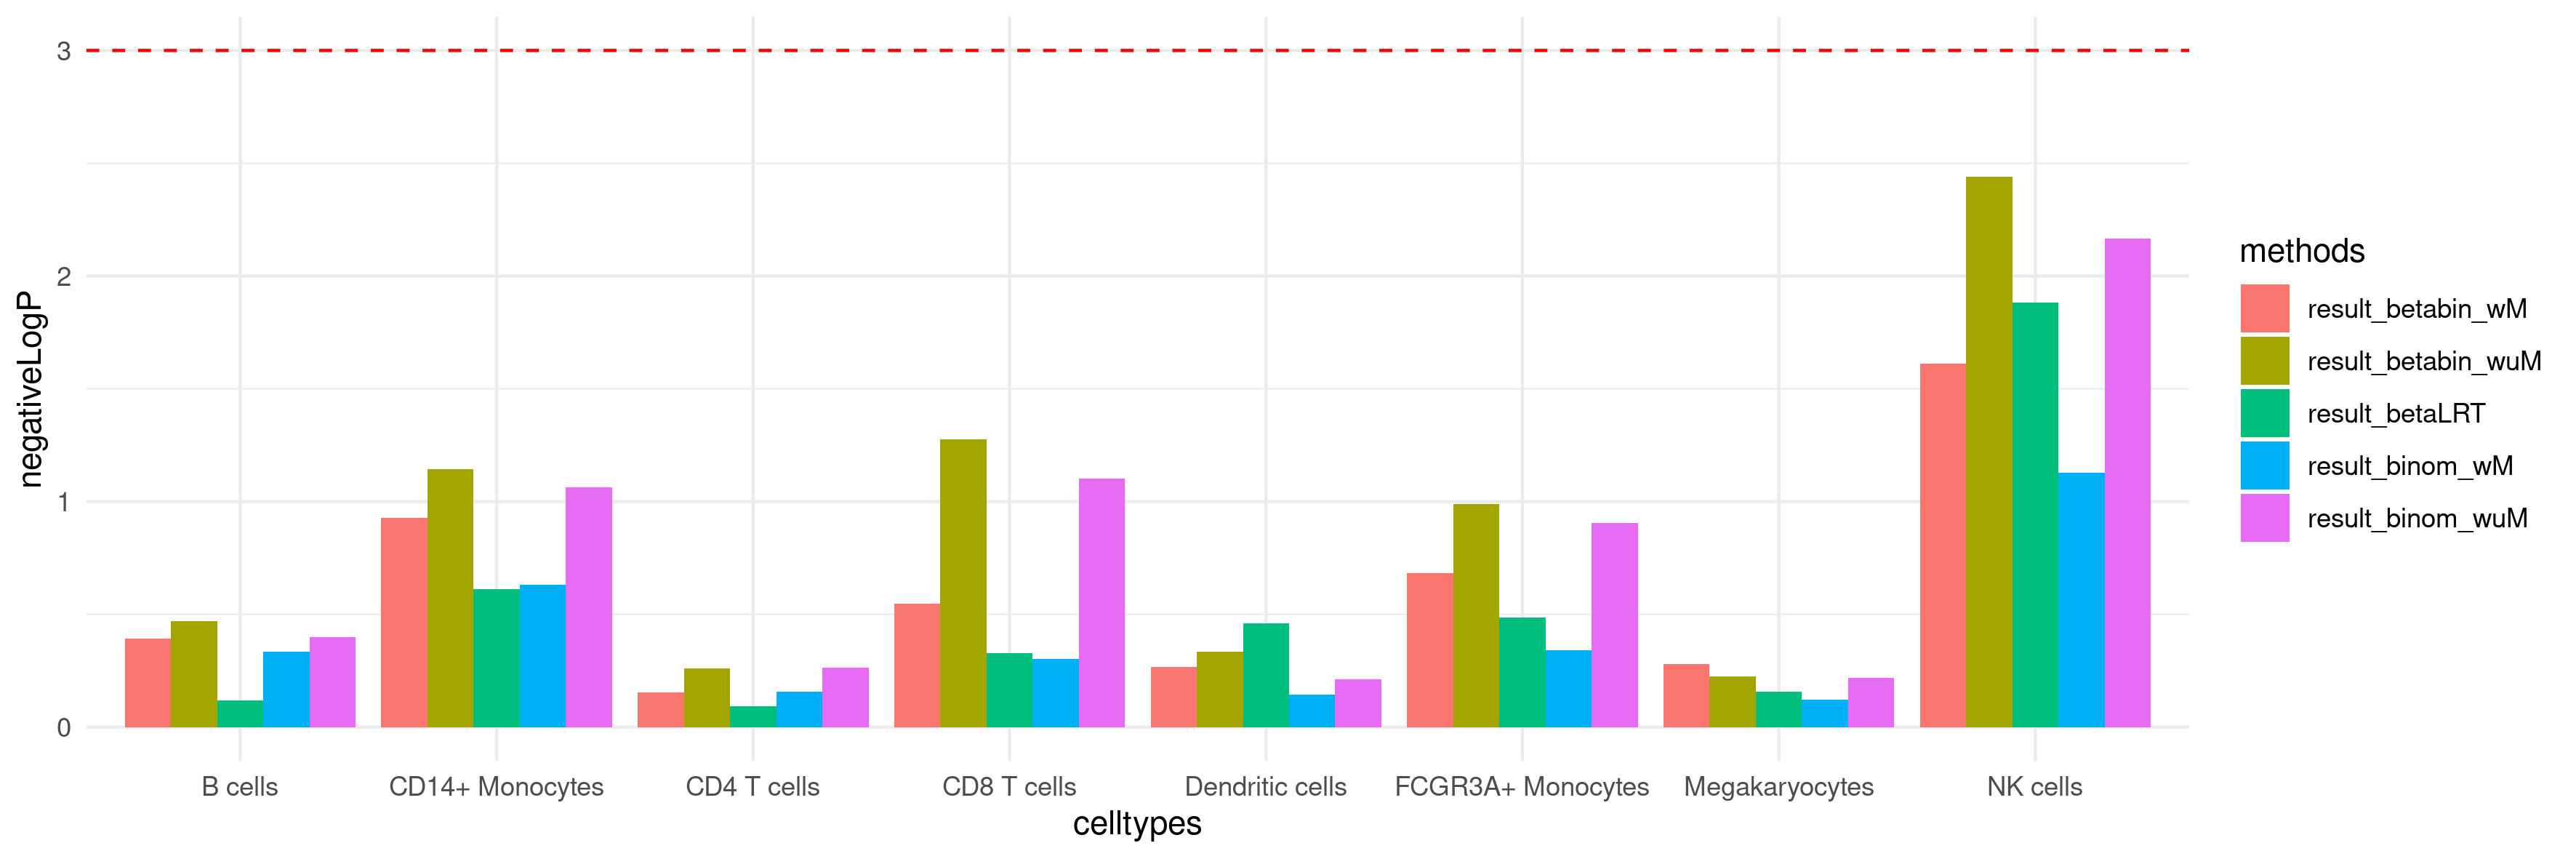 negativeLogP
3
2
1
0
B cells
CD14+ Monocytes
CD4 T cells
CD8 T cells
Dendritic cells
FCGR3A+ Monocytes
Megakaryocytes
NK cells
celltypes
methods
result_betabin_wM
result_betabin_wuM
result_betaLRT
result_binom_wM
result_binom_wuM